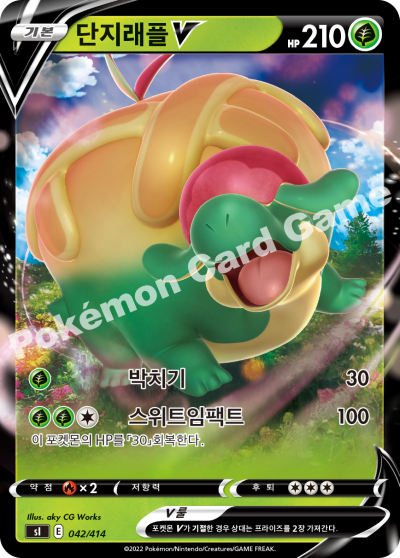 기본 단지래플 V HP 210
Pokémon Card Game
박치기 30
스위트임팩트 100
이 포켓몬의 HP를 「30」회복한다.
약점 ×2 저항력 후퇴
Illus. aky CG Works
V룰
sI E 042/414
포켓몬 V가 기절한 경우 상대는 프라이즈를 2장 가져간다.
©2022 Pokémon/Nintendo/Creatures/GAME FREAK.